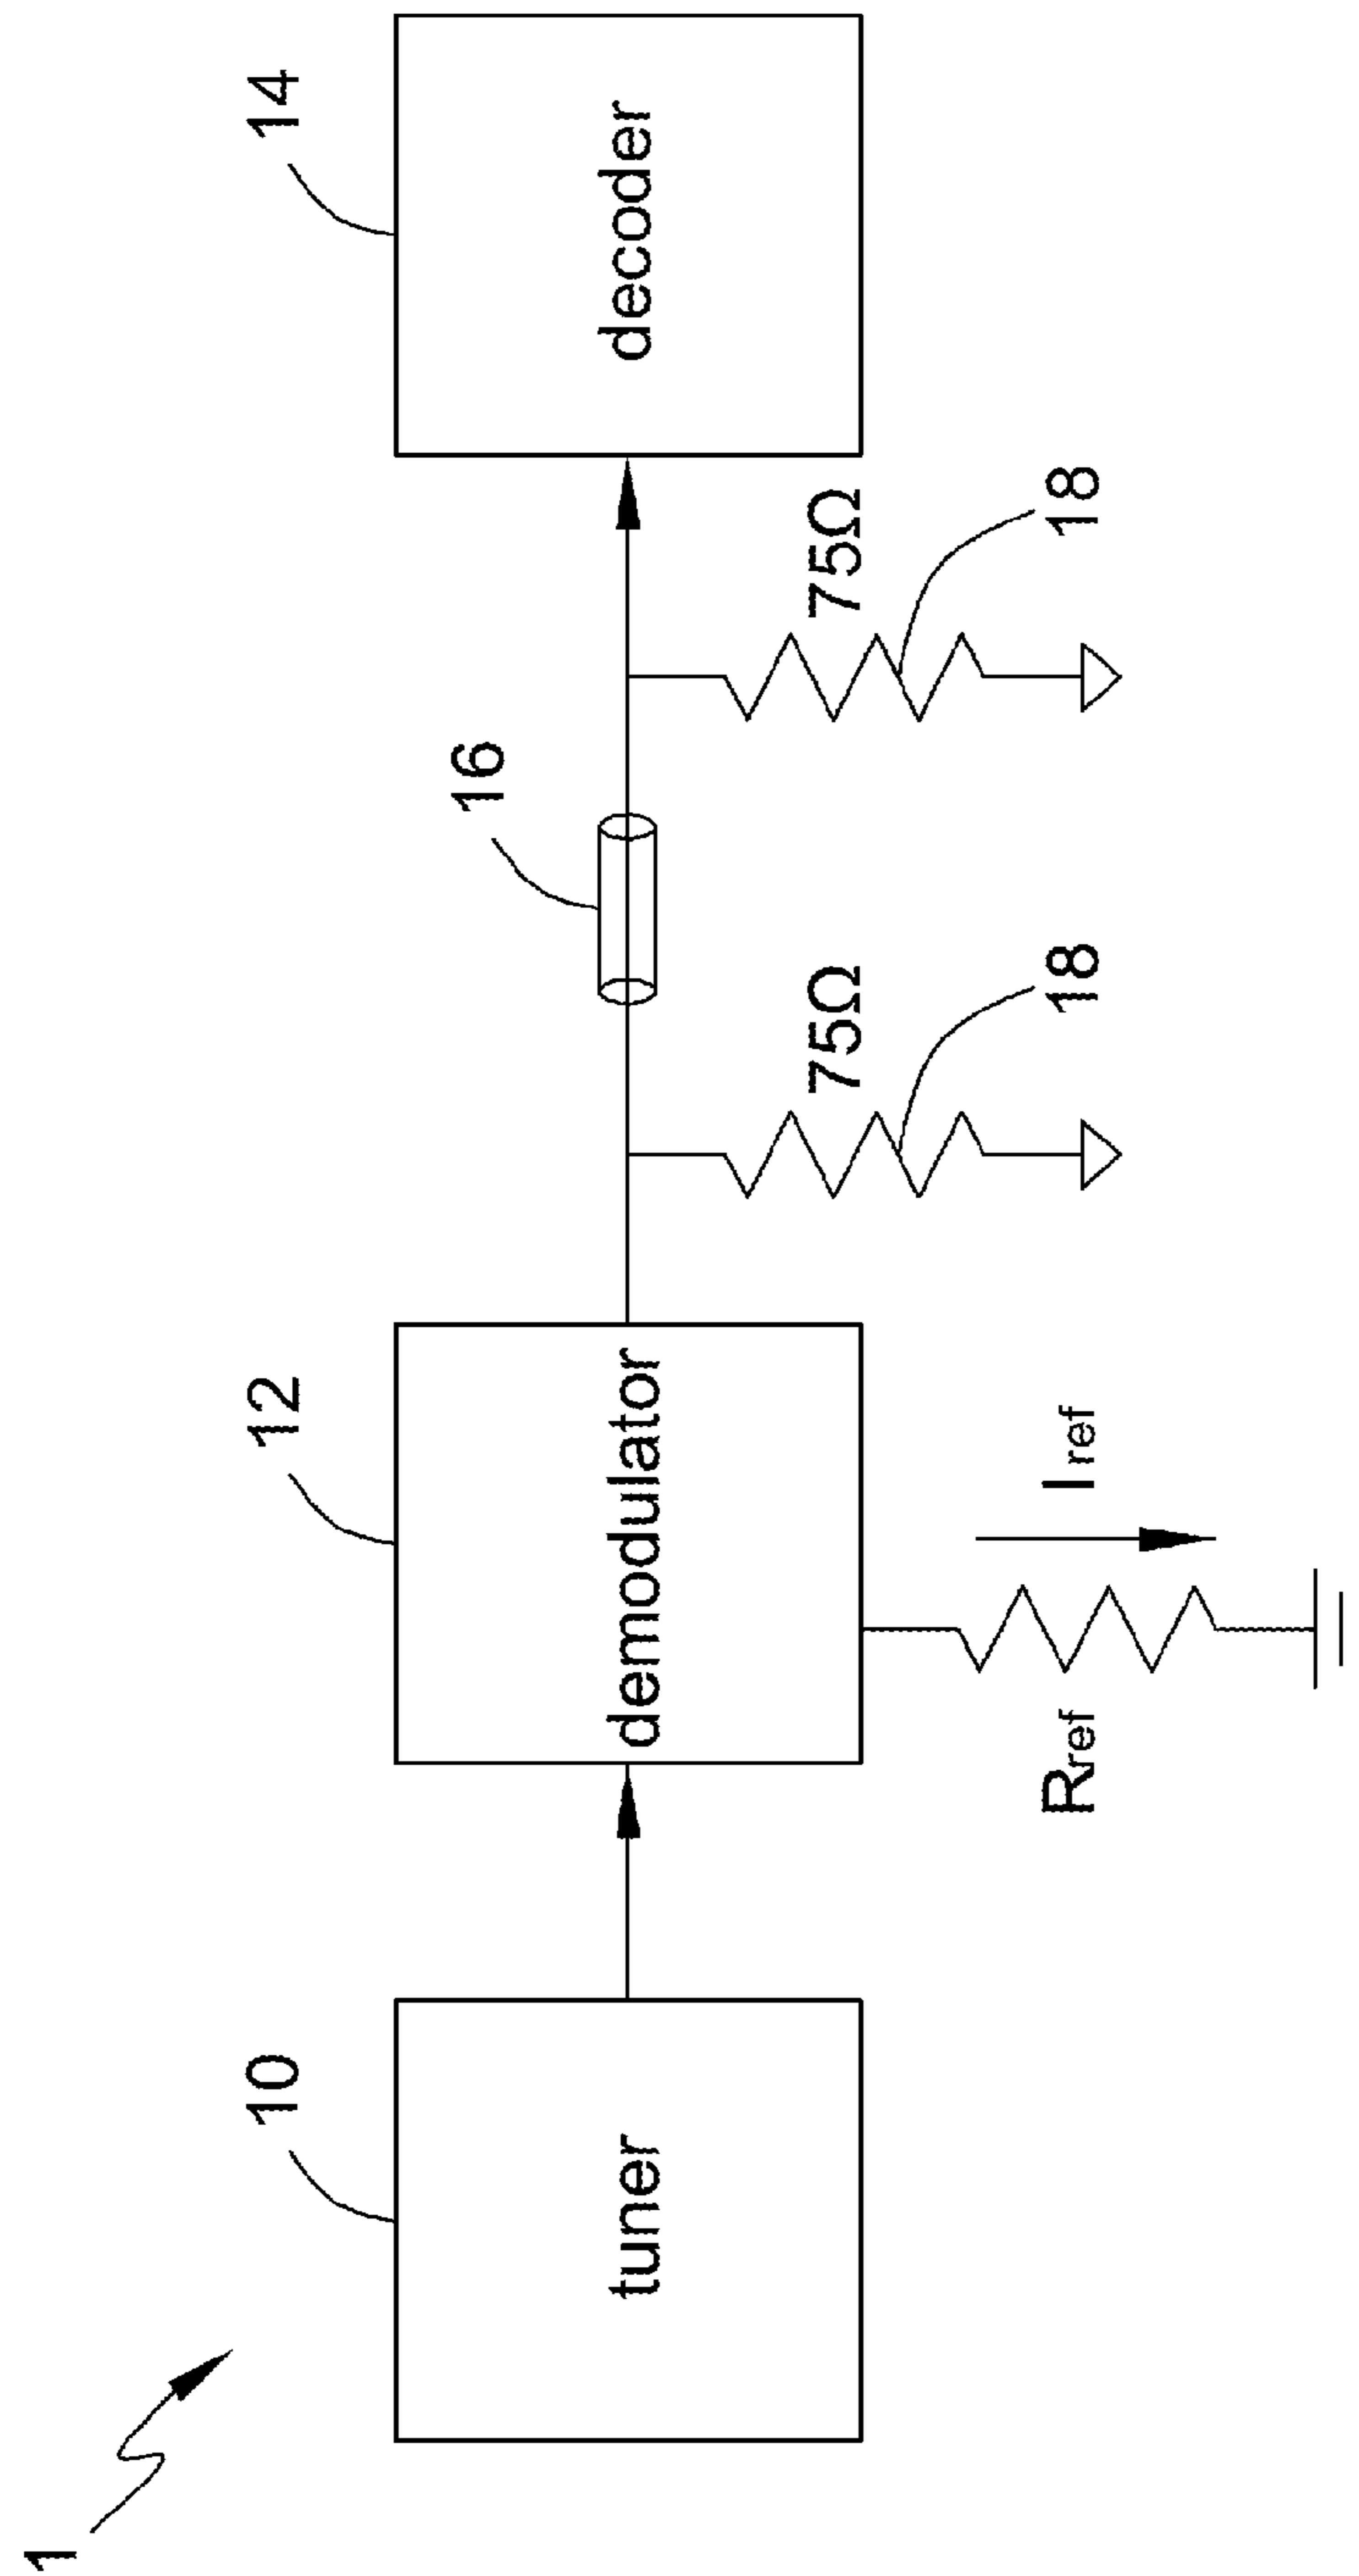 1
10
12
16
14
tuner
demodulator
decoder
75Ω
75Ω
18
18
Rref
Iref